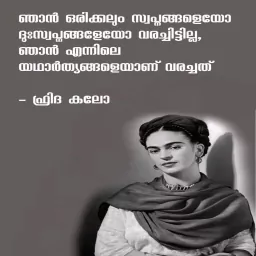 ഞാൻ ഒരിക്കലും സ്വപ്നങ്ങളെയോ
ദുഃസ്വപ്നങ്ങളേയോ വരച്ചിട്ടില്ല,
ഞാൻ എന്നിലെ
യഥാർത്യങ്ങളെയാണ് വരച്ചത്
- ഫ്രിദ കലോ